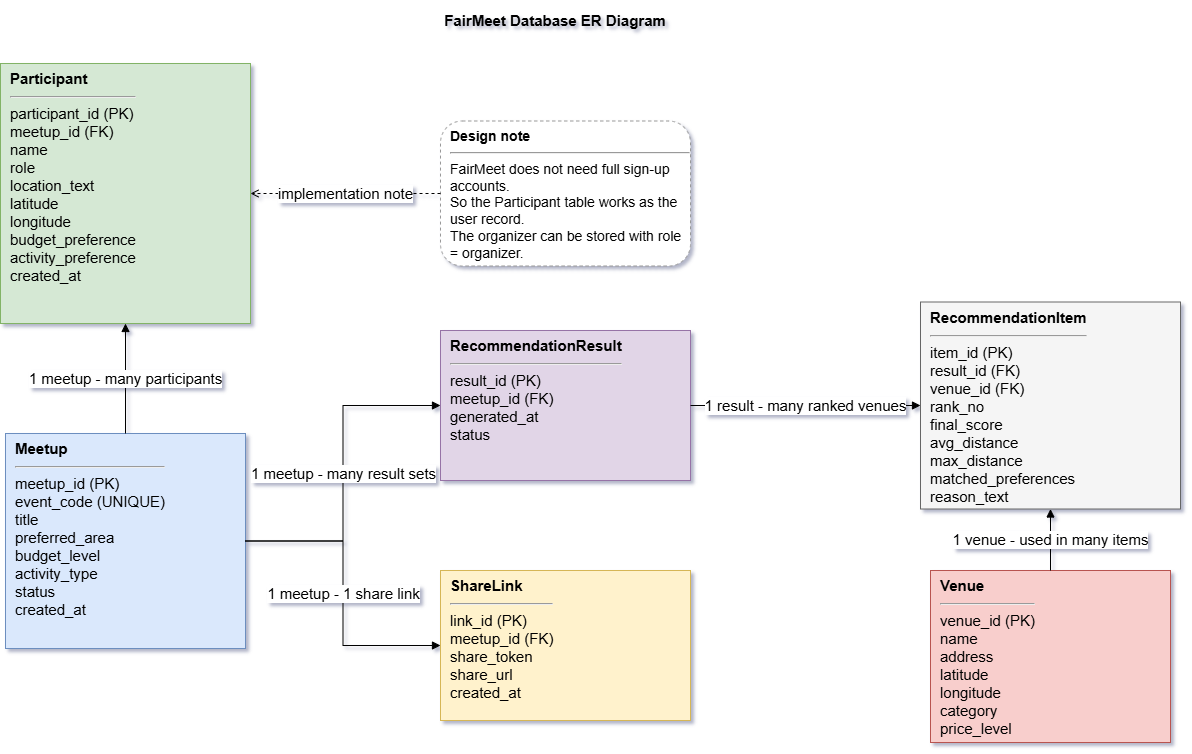 FairMeet Database ER Diagram
Participant
participant_id (PK)
meetup_id (FK)
name
role
location_text
latitude
longitude
budget_preference
activity_preference
created_at
implementation note
Design note
FairMeet does not need full sign-up
accounts.
So the Participant table works as the
user record.
The organizer can be stored with role
= organizer.
1 meetup - many participants
Meetup
meetup_id (PK)
event_code (UNIQUE)
title
preferred_area
budget_level
activity_type
status
created_at
1 meetup - many result sets
1 meetup - 1 share link
RecommendationResult
result_id (PK)
meetup_id (FK)
generated_at
status
ShareLink
link_id (PK)
meetup_id (FK)
share_token
share_url
created_at
1 result - many ranked venues
RecommendationItem
item_id (PK)
result_id (FK)
venue_id (FK)
rank_no
final_score
avg_distance
max_distance
matched_preferences
reason_text
1 venue - used in many items
Venue
venue_id (PK)
name
address
latitude
longitude
category
price_level